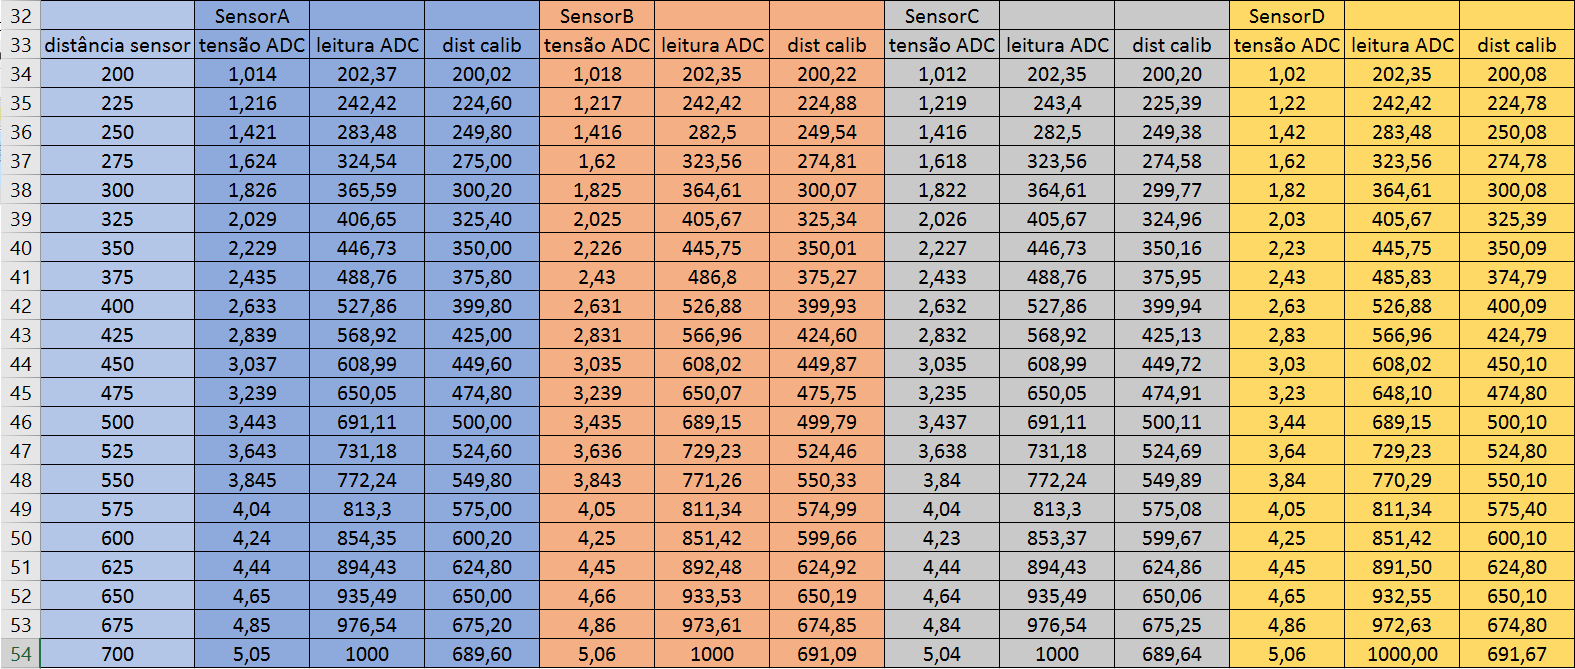 32 SensorA SensorB SensorC SensorD
33 distância sensor tensão ADC leitura ADC dist calib tensão ADC leitura ADC dist calib tensão ADC leitura ADC dist calib tensão ADC leitura ADC dist calib
34 200 1,014 202,37 200,02 1,018 202,35 200,22 1,012 202,35 200,20 1,02 202,35 200,08
35 225 1,216 242,42 224,60 1,217 242,42 224,88 1,219 243,4 225,39 1,22 242,42 224,78
36 250 1,421 283,48 249,80 1,416 282,5 249,54 1,416 282,5 249,38 1,42 283,48 250,08
37 275 1,624 324,54 275,00 1,62 323,56 274,81 1,618 323,56 274,58 1,62 323,56 274,78
38 300 1,826 365,59 300,20 1,825 364,61 300,07 1,822 364,61 299,77 1,82 364,61 300,08
39 325 2,029 406,65 325,40 2,025 405,67 325,34 2,026 405,67 324,96 2,03 405,67 325,39
40 350 2,229 446,73 350,00 2,226 445,75 350,01 2,227 446,73 350,16 2,23 445,75 350,09
41 375 2,435 488,76 375,80 2,43 486,8 375,27 2,433 488,76 375,95 2,43 485,83 374,79
42 400 2,633 527,86 399,80 2,631 526,88 399,93 2,632 527,86 399,94 2,63 526,88 400,09
43 425 2,839 568,92 425,00 2,831 566,96 424,60 2,832 568,92 425,13 2,83 566,96 424,79
44 450 3,037 608,99 449,60 3,035 608,02 449,87 3,035 608,99 449,72 3,03 608,02 450,10
45 475 3,239 650,05 474,80 3,239 650,07 475,75 3,235 650,05 474,91 3,23 648,10 474,80
46 500 3,443 691,11 500,00 3,435 689,15 499,79 3,437 691,11 500,11 3,44 689,15 500,10
47 525 3,643 731,18 524,60 3,636 729,23 524,46 3,638 731,18 524,69 3,64 729,23 524,80
48 550 3,845 772,24 549,80 3,843 771,26 550,33 3,84 772,24 549,89 3,84 770,29 550,10
49 575 4,04 813,3 575,00 4,05 811,34 574,99 4,04 813,3 575,08 4,05 811,34 575,40
50 600 4,24 854,37 600,20 4,25 851,42 599,66 4,23 853,37 599,67 4,25 851,42 600,10
51 625 4,44 894,43 624,80 4,45 892,48 624,92 4,44 894,43 624,86 4,45 891,50 624,80
52 650 4,65 935,49 650,00 4,66 933,53 650,19 4,64 935,49 650,06 4,65 932,55 650,10
53 675 4,85 976,54 675,20 4,86 973,61 674,85 4,84 976,54 675,25 4,86 972,63 674,80
54 700 5,05 1000 689,60 5,06 1000 691,09 5,04 1000 689,64 5,06 1000,00 691,67